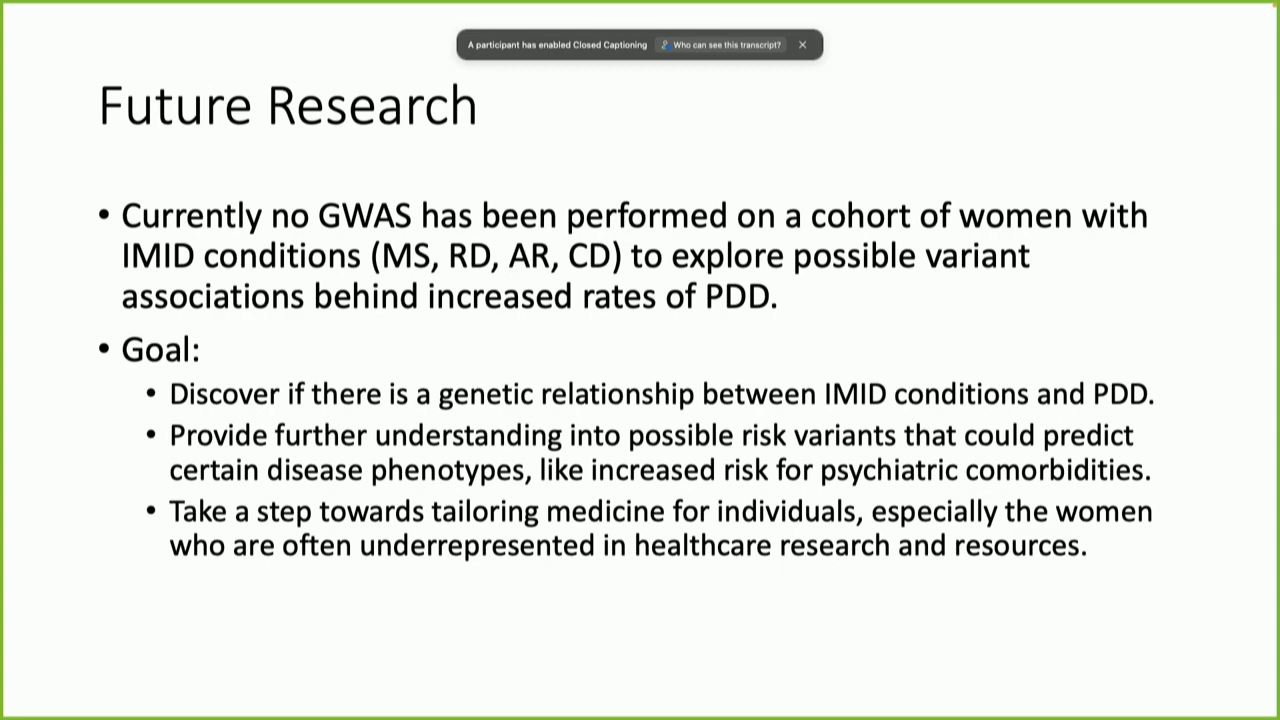 A participant has enabled Closed Captioning Who can see this transcript?
Future Research
• Currently no GWAS has been performed on a cohort of women with
IMID conditions (MS, RD, AR, CD) to explore possible variant
associations behind increased rates of PDD.
• Goal:
• Discover if there is a genetic relationship between IMID conditions and PDD.
• Provide further understanding into possible risk variants that could predict
certain disease phenotypes, like increased risk for psychiatric comorbidities.
• Take a step towards tailoring medicine for individuals, especially the women
who are often underrepresented in healthcare research and resources.